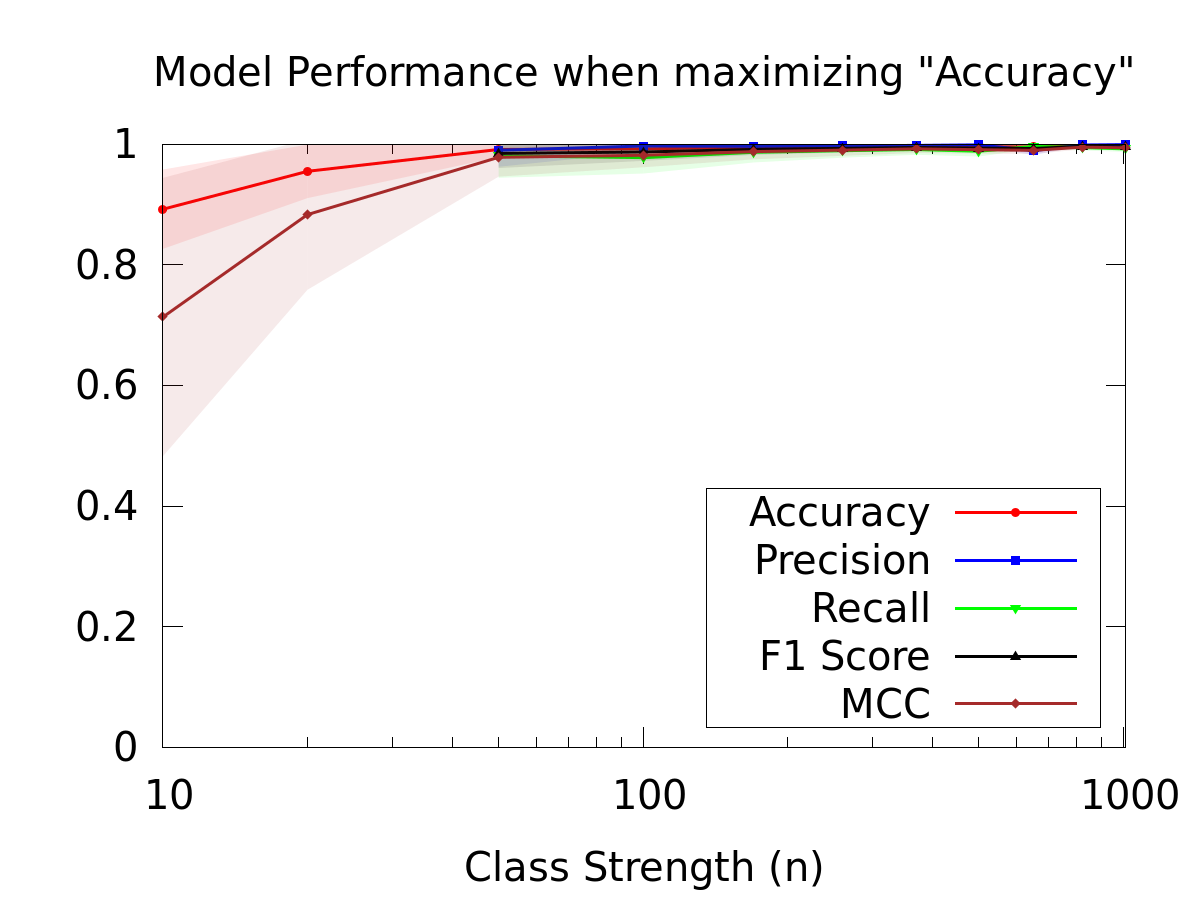 Model Performance when maximizing "Accuracy"
1
0.8
0.6
0.4
0.2
0
Accuracy
Precision
Recall
F1 Score
MCC
10 100 1000
Class Strength (n)